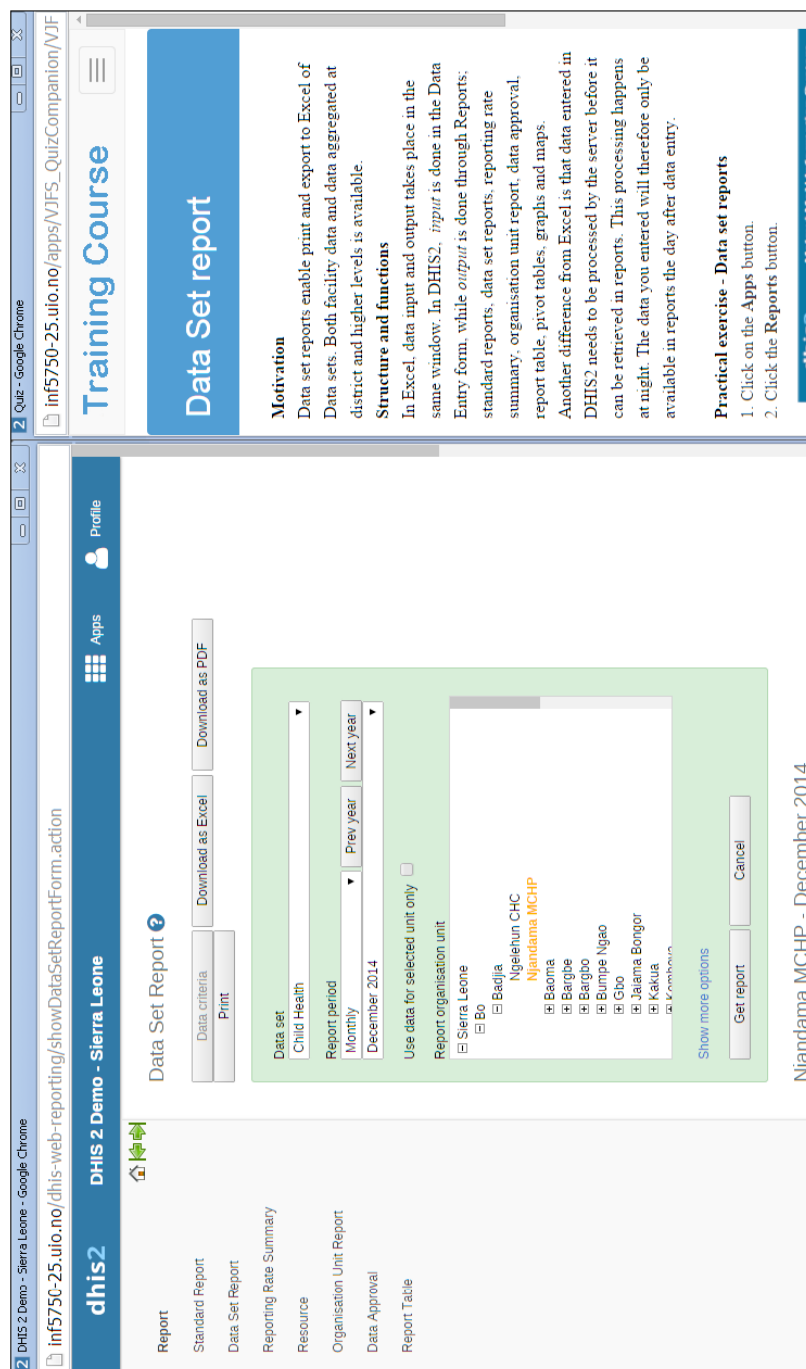 2 DHIS 2 Demo - Sierra Leone - Google Chrome
inf5750-25.uio.no/dhis-web-reporting/showDataSetReportForm.action
dhis2 DHIS 2 Demo - Sierra Leone Apps Profile
Report
Standard Report
Data Set Report
Reporting Rate Summary
Resource
Organisation Unit Report
Data Approval
Report Table
Data Set Report ?
Data criteria Download as Excel Download as PDF
Print
Data set
Child Health
Report period
Monthly Prev year Next year
December 2014
Use data for selected unit only
Report organisation unit
Sierra Leone
Bo
Badjia
Ngelehun CHC
Njandama MCHP
Baoma
Bargbe
Bargbo
Bumpe Ngao
Gbo
Jaiama Bongor
Kakua
Show more options
Get report Cancel
Njandama MCHP - December 2014
2 Quiz - Google Chrome
inf5750-25.uio.no/apps/VJFS_QuizCompanion/VJF
Training Course
Data Set report
Motivation
Data set reports enable print and export to Excel of
Data sets. Both facility data and data aggregated at
district and higher levels is available.
Structure and functions
In Excel, data input and output takes place in the
same window. In DHIS2, input is done in the Data
Entry form, while output is done through Reports;
standard reports, data set reports, reporting rate
summary, organisation unit report, data approval,
report table, pivot tables, graphs and maps.
Another difference from Excel is that data entered in
DHIS2 needs to be processed by the server before it
can be retrieved in reports. This processing happens
at night. The data you entered will therefore only be
available in reports the day after data entry.
Practical exercise - Data set reports
1. Click on the Apps button.
2. Click the Reports button.